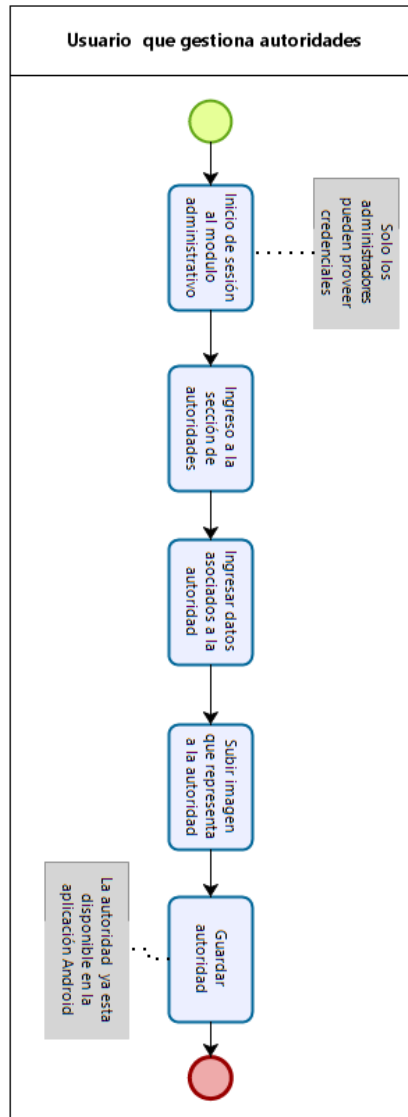 Usuario  que gestiona autoridades
Solo los
administradores
pueden proveer
credenciales
Inicio de sesión
al modulo
administrativo
Ingreso a la
sección de
autoridades
Ingresar datos
asociados a la
autoridad
Subir imagen
que representa
a la autoridad
Guardar
autoridad
La autoridad  ya esta
disponible en la
aplicación Android